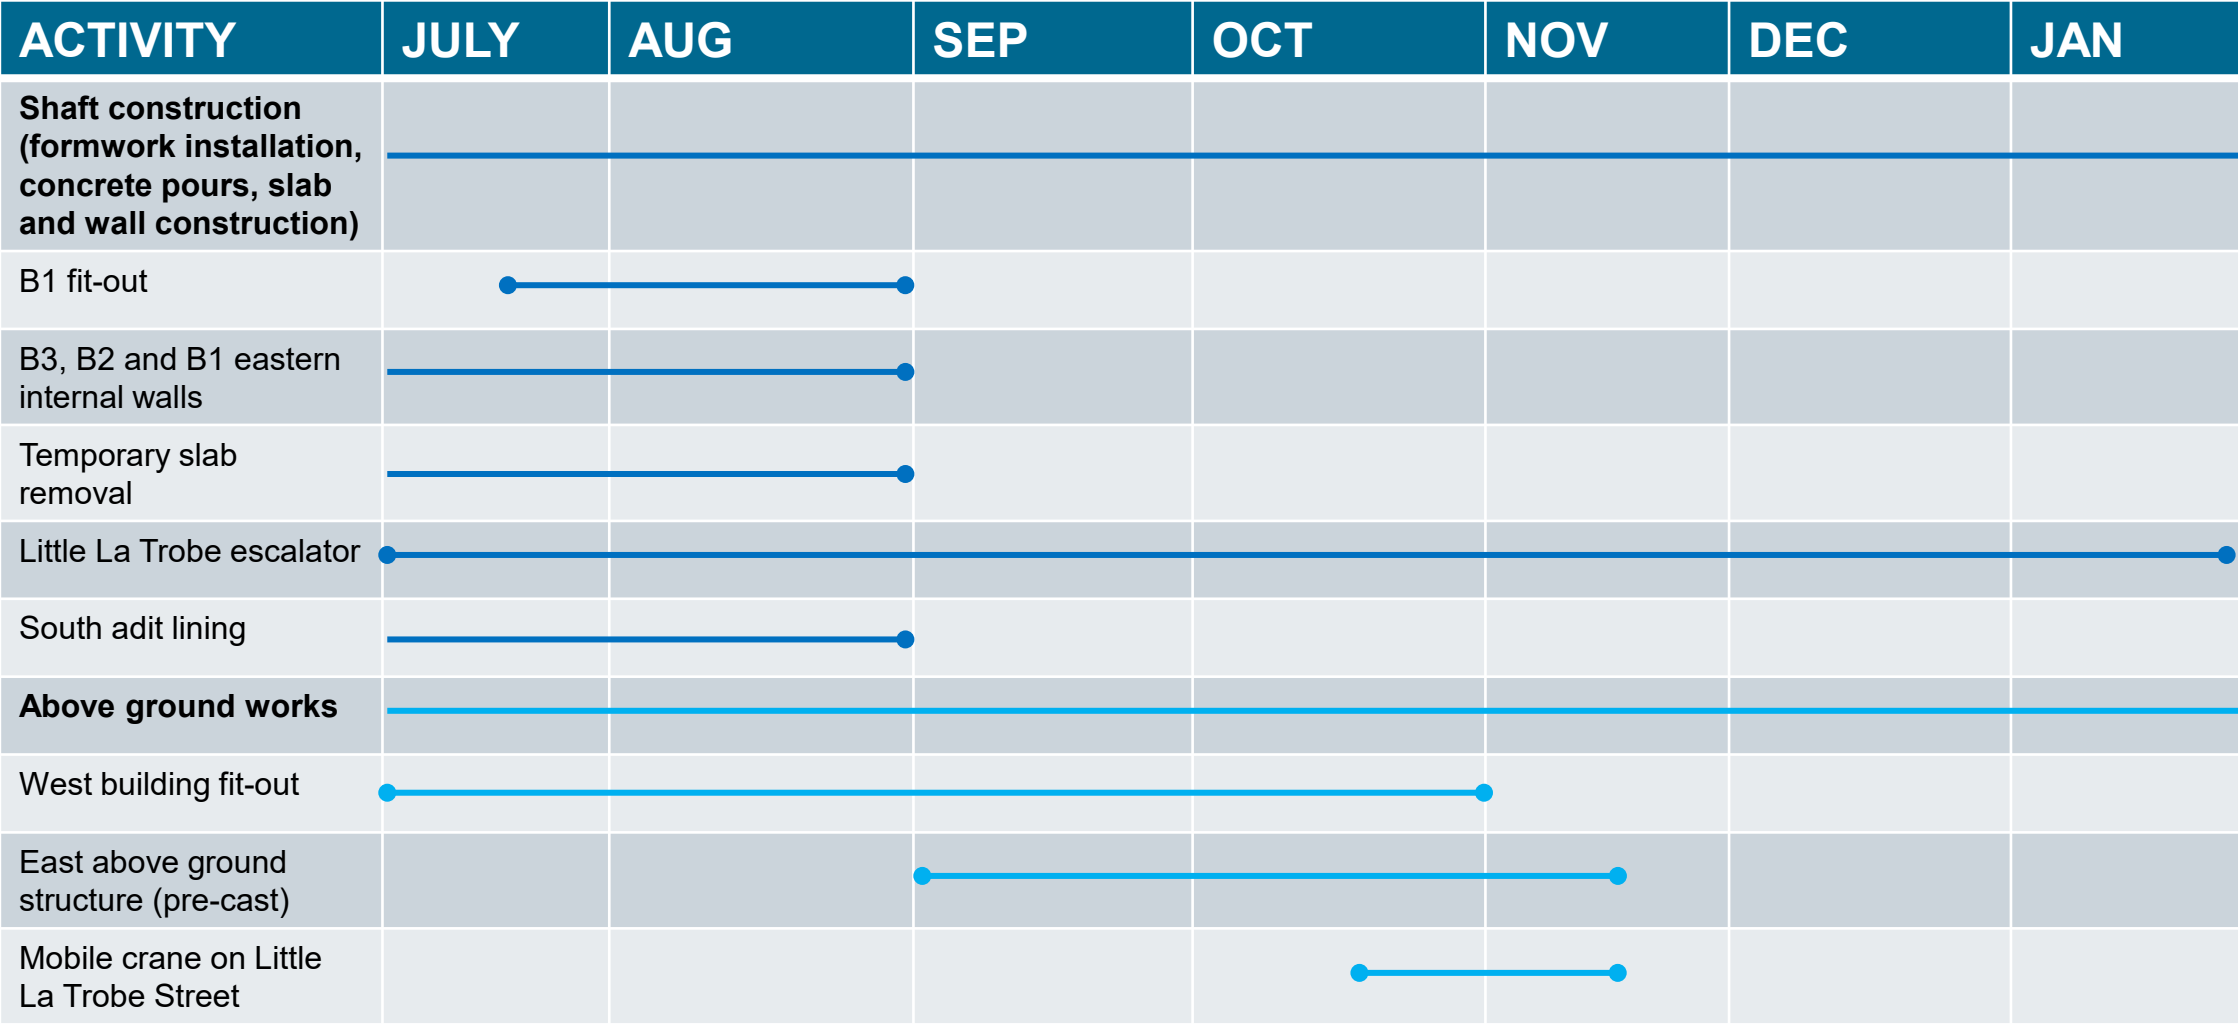 ACTIVITY JULY AUG SEP OCT NOV DEC JAN
Shaft construction
(formwork installation,
concrete pours, slab
and wall construction)
B1 fit-out
B3, B2 and B1 eastern
internal walls
Temporary slab
removal
Little La Trobe escalator
South adit lining
Above ground works
West building fit-out
East above ground
structure (pre-cast)
Mobile crane on Little
La Trobe Street